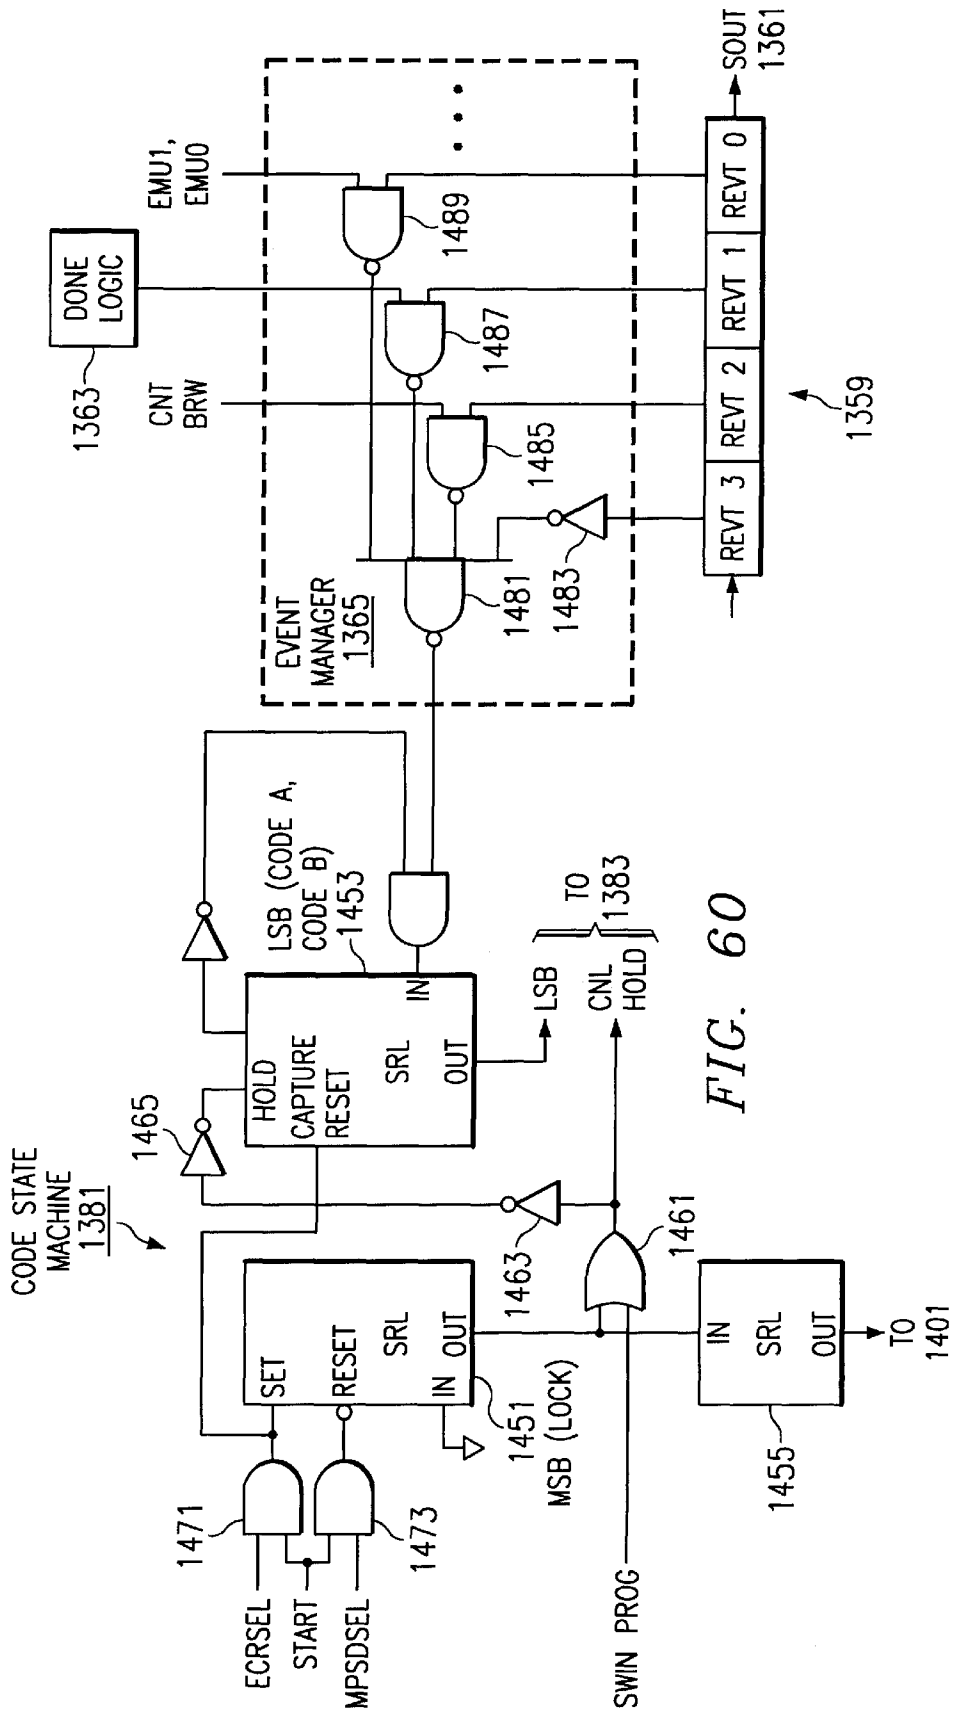 CODE STATE
MACHINE
1381
ECRSEL
START
MPSDSEL
SWIN PROG
1471
1473
SET
RESET
SRL
IN
OUT
1451
MSB (LOCK)
1455
IN
SRL
OUT
TO
1401
1461
1463
1465
HOLD
CAPTURE
RESET
SRL
IN
OUT
LSB (CODE A,
CODE B)
1453
LSB
CNL
HOLD
TO
1383
EVENT
MANAGER
1365
1481
1483
1485
1487
1489
CNT
BRW
1363
DONE
LOGIC
EMU1,
EMU0
REVT 3
REVT 2
REVT 1
REVT 0
1359
SOUT
1361
FIG. 60